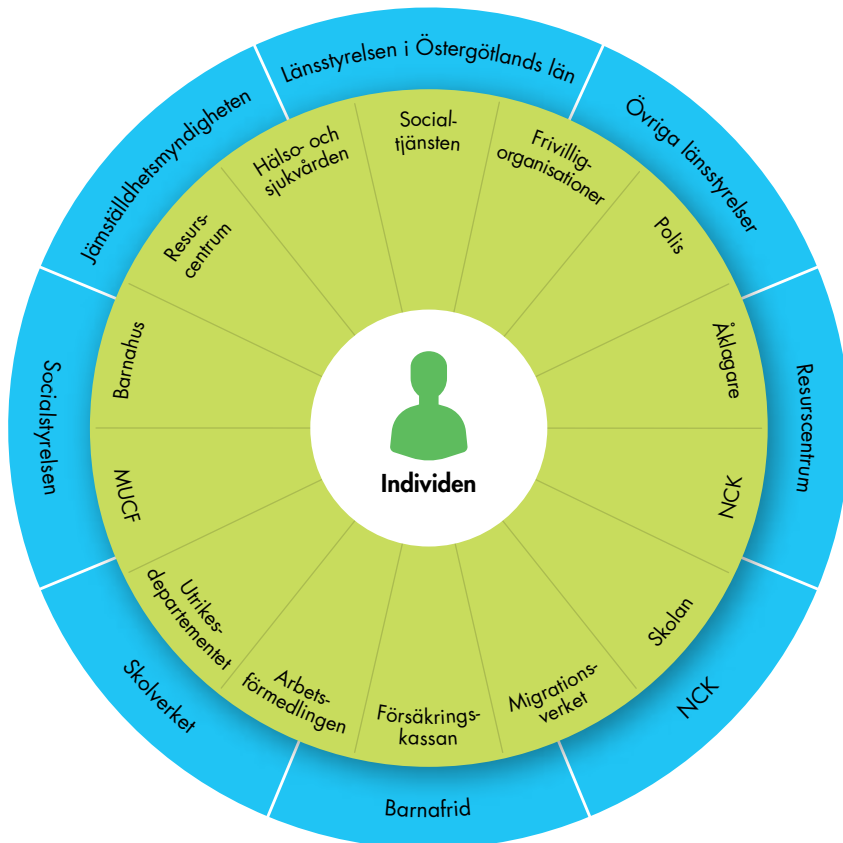 Länsstyrelsen i Östergötlands län
Övriga länsstyrelser
Resurscentrum
NCK
Barnafrid
Skolverket
Socialstyrelsen
Jämställdhetsmyndigheten
Social-
tjänsten
Frivillig-
organisationer
Polis
Åklagare
NCK
Skolan
Migrations-
verket
Försäkrings-
kassan
Arbets-
förmedlingen
Utrikes-
departementet
MUCF
Barnahus
Resurs-
centrum
Hälso- och
sjukvården
Individen